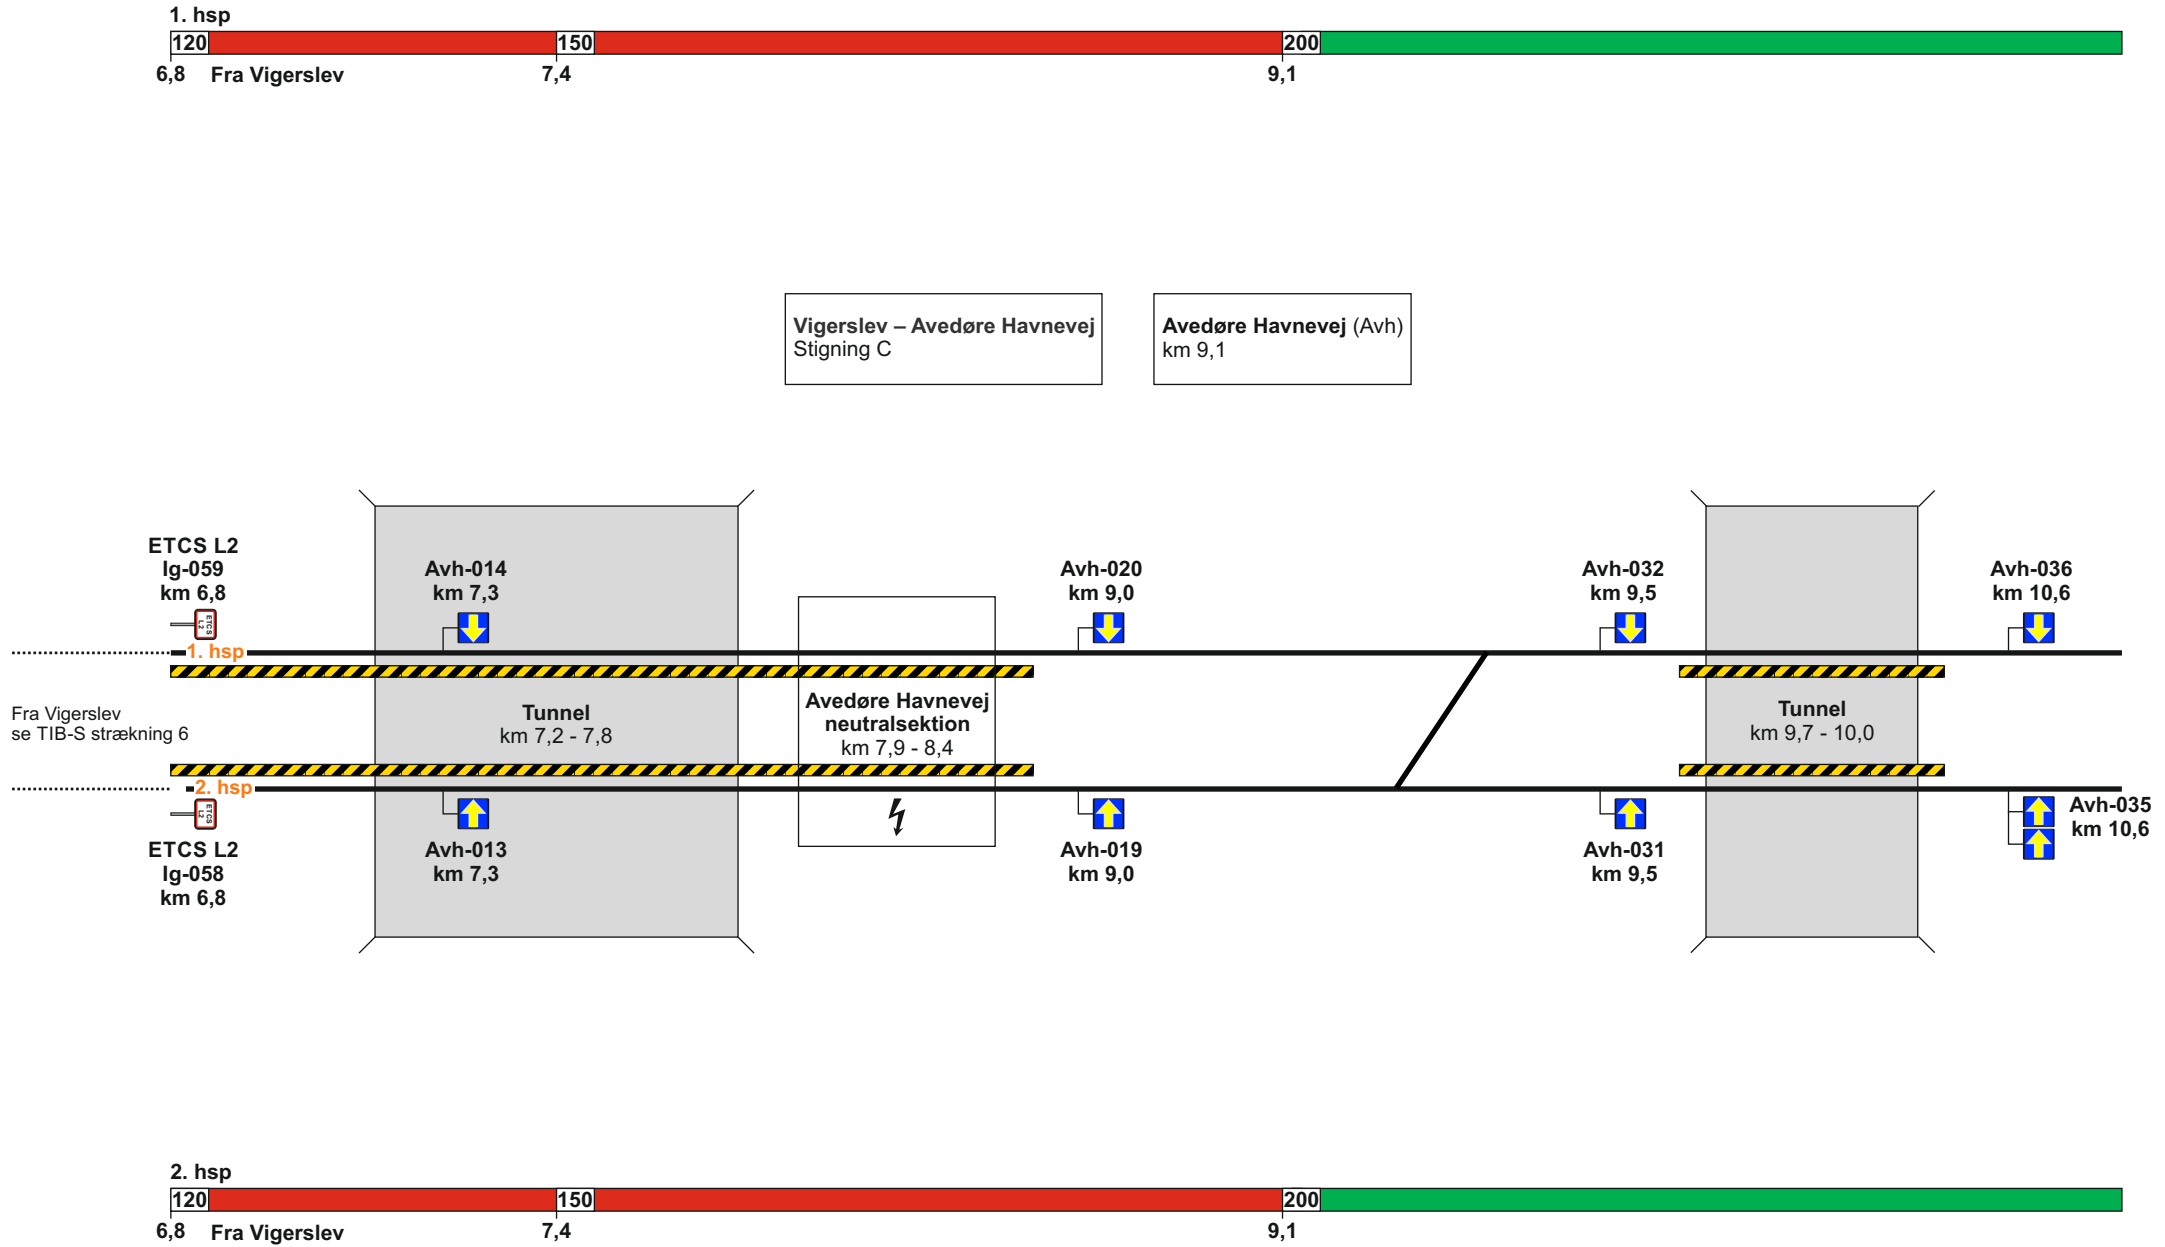 1. hsp
120 150 200
6,8 Fra Vigerslev 7,4 9,1
Vigerslev – Avedøre Havnevej
Stigning C
Avedøre Havnevej (Avh)
km 9,1
ETCS L2
Ig-059
km 6,8
Avh-014
km 7,3
Avh-020
km 9,0
Avh-032
km 9,5
Avh-036
km 10,6
ETCS L2
1. hsp
Fra Vigerslev
se TIB-S strækning 6
Tunnel
km 7,2 - 7,8
Avedøre Havnevej
neutralsektion
km 7,9 - 8,4
Tunnel
km 9,7 - 10,0
2. hsp
ETCS L2
ETCS L2
Ig-058
km 6,8
Avh-013
km 7,3
Avh-019
km 9,0
Avh-031
km 9,5
Avh-035
km 10,6
2. hsp
120 150 200
6,8 Fra Vigerslev 7,4 9,1